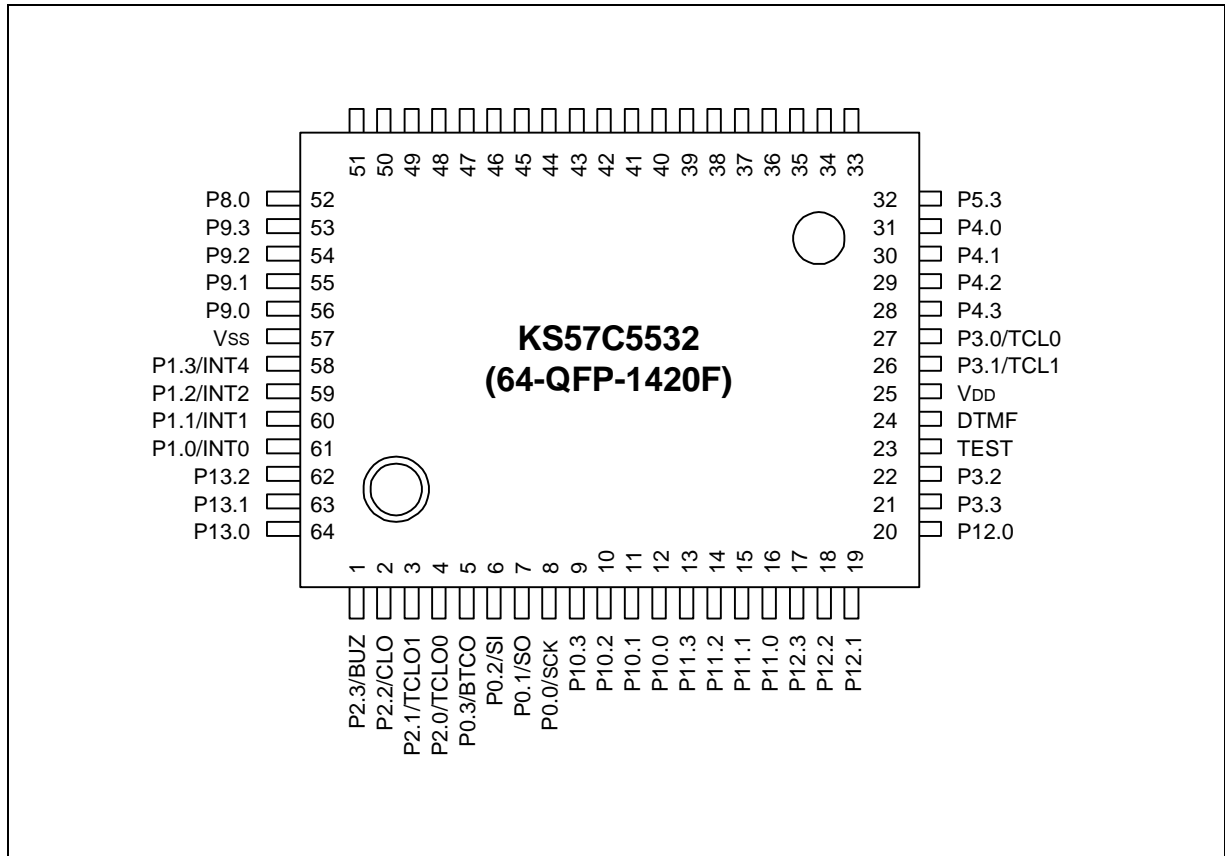 51 50 49 48 47 46 45 44 43 42 41 40 39 38 37 36 35 34 33
P8.0 52
P9.3 53
P9.2 54
P9.1 55
P9.0 56
VSS 57
P1.3/INT4 58
P1.2/INT2 59
P1.1/INT1 60
P1.0/INT0 61
P13.2 62
P13.1 63
P13.0 64
KS57C5532
(64-QFP-1420F)
32 P5.3
31 P4.0
30 P4.1
29 P4.2
28 P4.3
27 P3.0/TCL0
26 P3.1/TCL1
25 VDD
24 DTMF
23 TEST
22 P3.2
21 P3.3
20 P12.0
1 2 3 4 5 6 7 8 9 10 11 12 13 14 15 16 17 18 19
P2.3/BUZ
P2.2/CLO
P2.1/TCLO1
P2.0/TCLO0
P0.3/BTCO
P0.2/SI
P0.1/SO
P0.0/SCK
P10.3
P10.2
P10.1
P10.0
P11.3
P11.2
P11.1
P11.0
P12.3
P12.2
P12.1